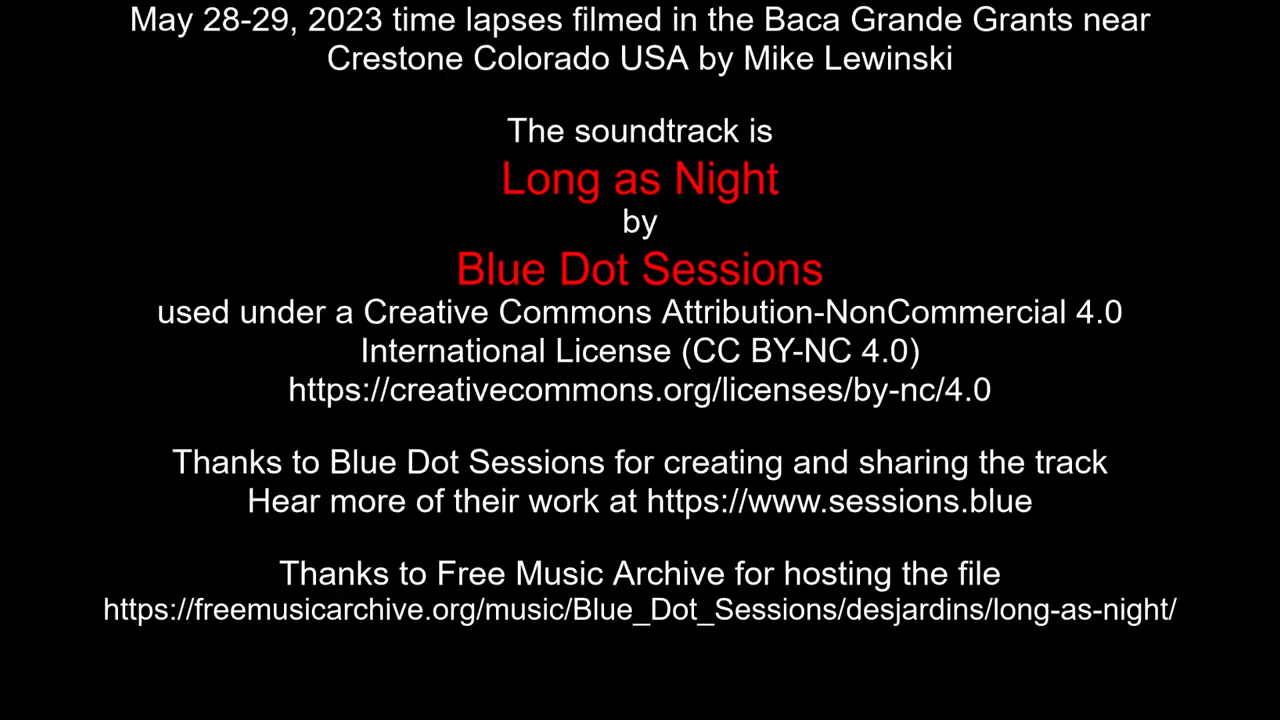 May 28-29, 2023 time lapses filmed in the Baca Grande Grants near
Crestone Colorado USA by Mike Lewinski
The soundtrack is
Long as Night
by
Blue Dot Sessions
used under a Creative Commons Attribution-NonCommercial 4.0
International License (CC BY-NC 4.0)
https://creativecommons.org/licenses/by-nc/4.0
Thanks to Blue Dot Sessions for creating and sharing the track
Hear more of their work at https://www.sessions.blue
Thanks to Free Music Archive for hosting the file
https://freemusicarchive.org/music/Blue_Dot_Sessions/desjardins/long-as-night/